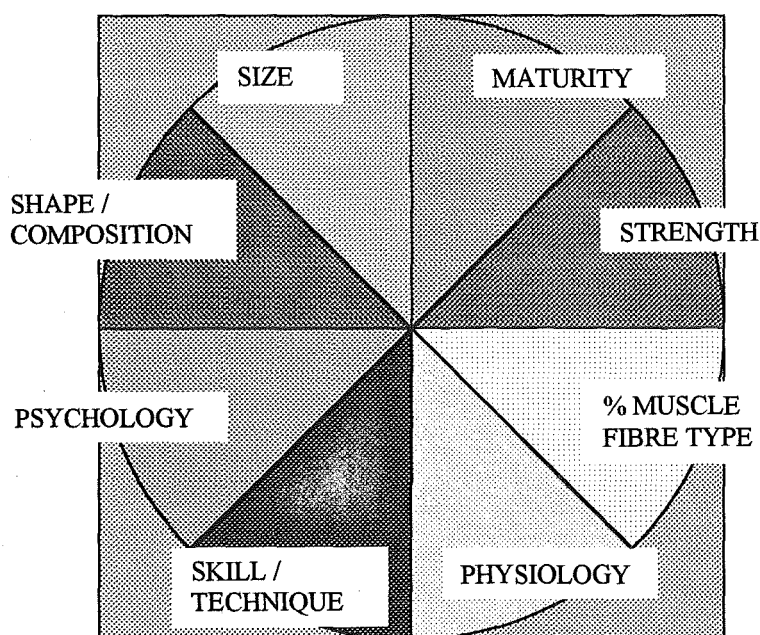 SIZE
MATURITY
SHAPE /
COMPOSITION
STRENGTH
PSYCHOLOGY
% MUSCLE
FIBRE TYPE
SKILL /
TECHNIQUE
PHYSIOLOGY